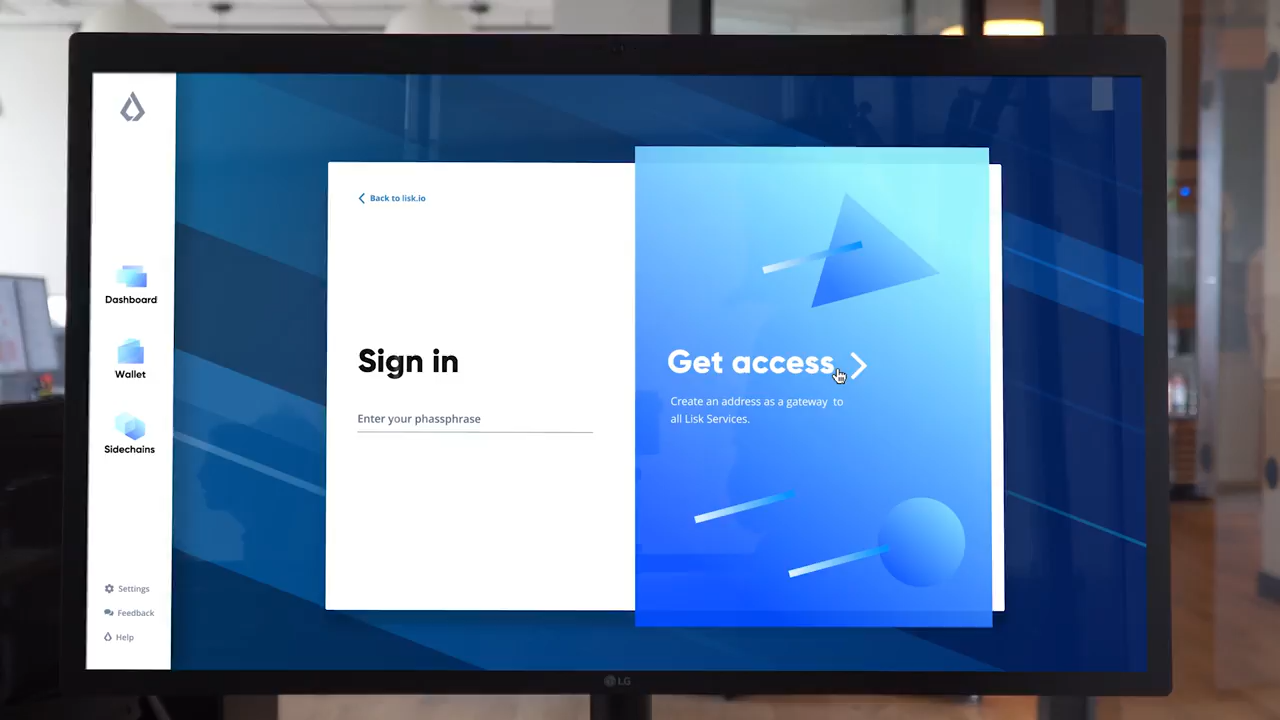 Dashboard
Wallet
Sidechains
Settings
Feedback
Help
Back to lisk.io
Sign in
Enter your phassphrase
Get access
Create an address as a gateway to
all Lisk Services.
LG